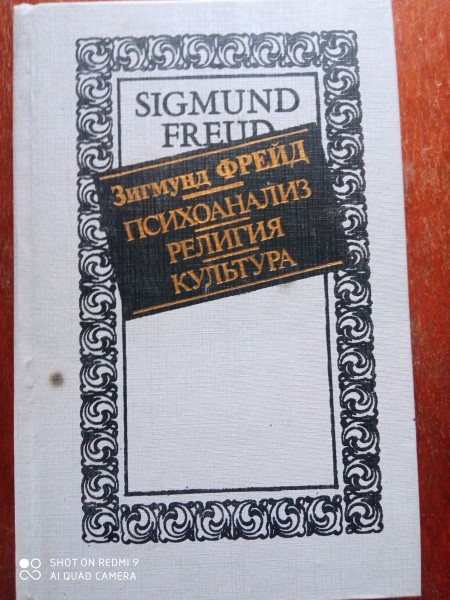 SIGMUND
FREUD
Зигмунд ФРЕЙД
ПСИХОАНАЛИЗ
РЕЛИГИЯ
КУЛЬТУРА
SHOT ON REDMI 9
AI QUAD CAMERA